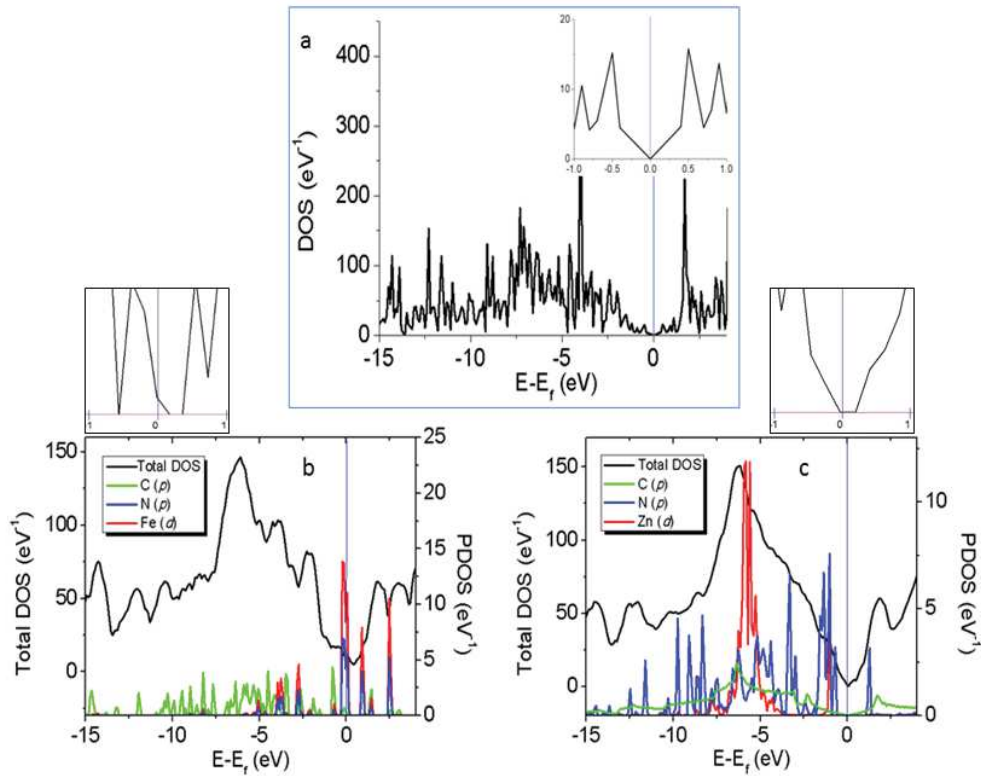 a
DOS (eV⁻¹)
400
300
200
100
0
-15
-10
-5
0
E-Ef (eV)
20
10
0
-1.0
-0.5
0.0
0.5
1.0
1
0
1
-1
0
1
b
Total DOS (eV⁻¹)
150
100
50
0
Total DOS
C (p)
N (p)
Fe (d)
25
20
15
10
5
0
PDOS (eV⁻¹)
-15
-10
-5
0
E-Ef (eV)
c
Total DOS (eV⁻¹)
150
100
50
0
Total DOS
C (p)
N (p)
Zn (d)
10
5
0
PDOS (eV⁻¹)
-15
-10
-5
0
E-Ef (eV)